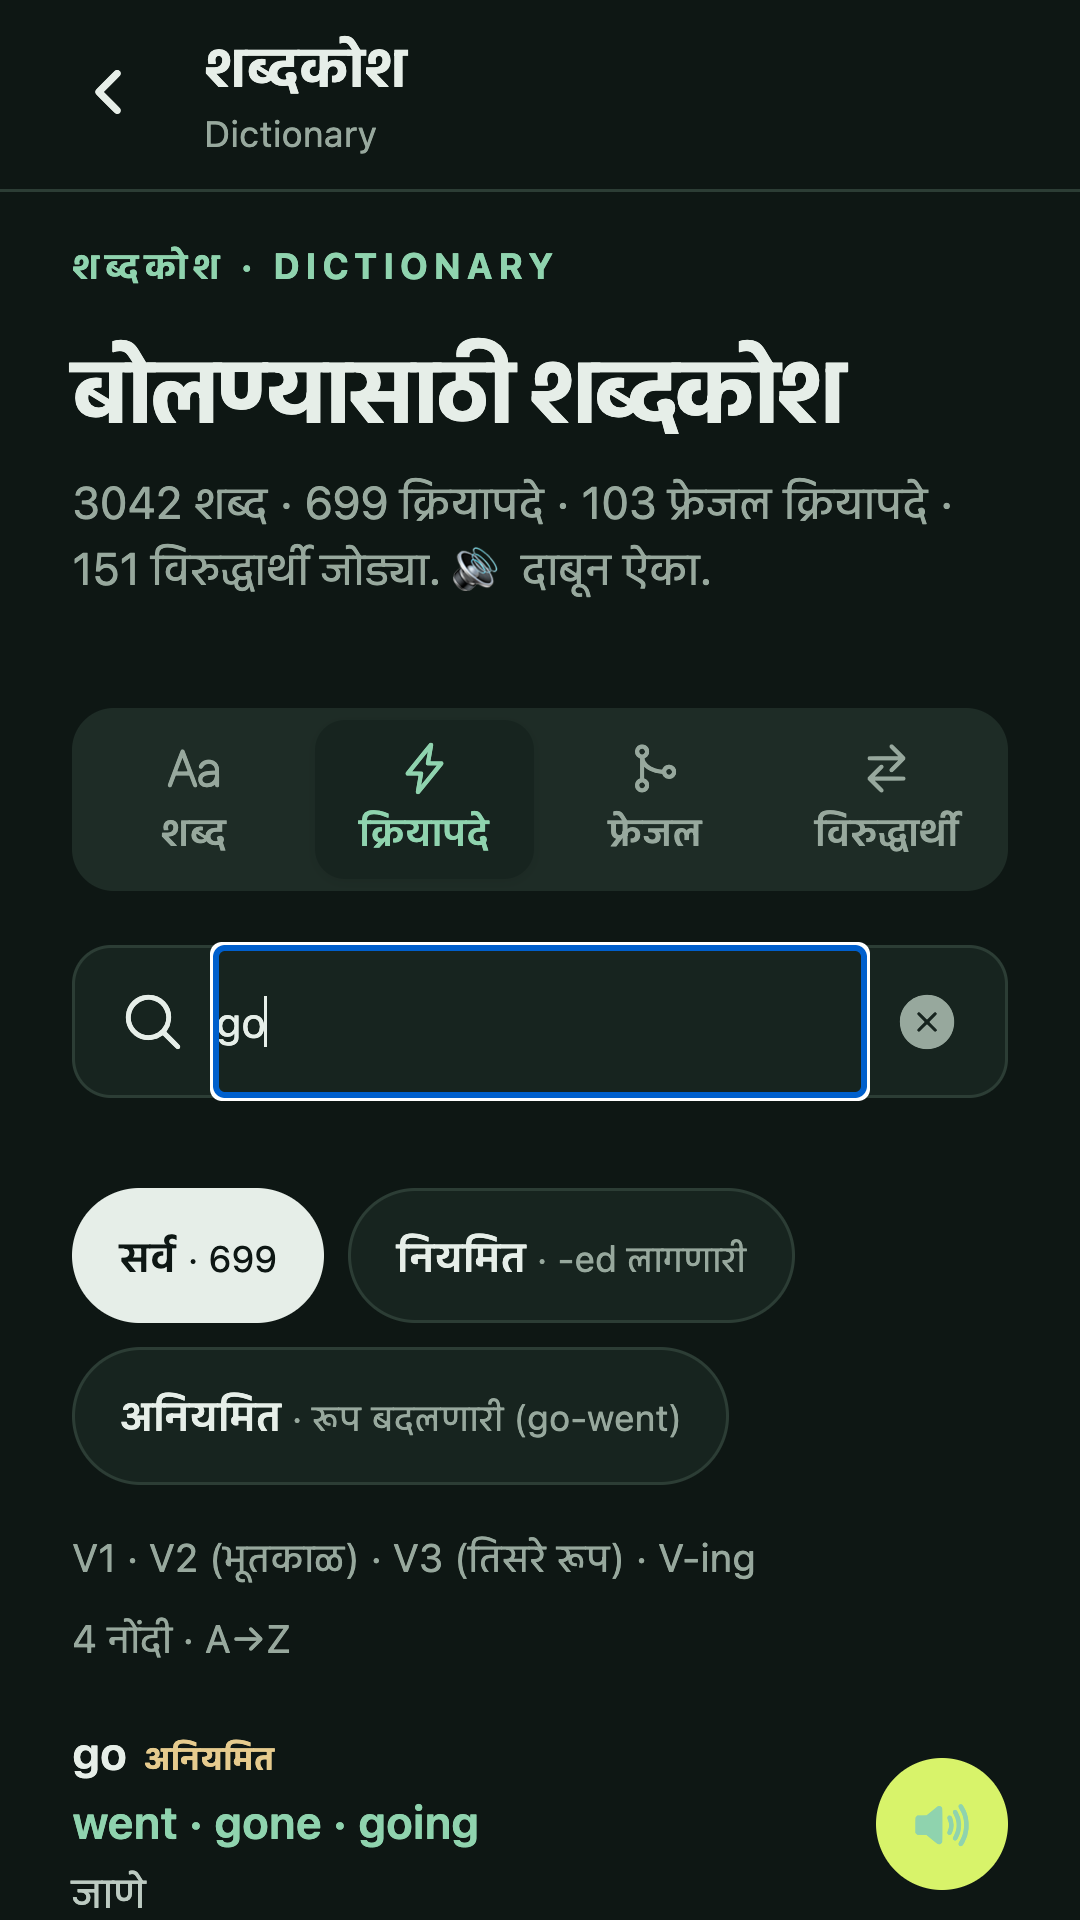 शब्दकोश
Dictionary
शब्दकोश · DICTIONARY
बोलण्यासाठी शब्दकोश
3042 शब्द · 699 क्रियापदे · 103 फ्रेजल क्रियापदे ·
151 विरुद्धार्थी जोड्या. 🔊 दाबून ऐका.
Aa
शब्द क्रियापदे फ्रेजल विरुद्धार्थी
go
सर्व · 699 नियमित · -ed लागणारी
अनियमित · रूप बदलणारी (go-went)
V1 · V2 (भूतकाळ) · V3 (तिसरे रूप) · V-ing
4 नोंदी · A→Z
go अनियमित
went · gone · going
जाणे